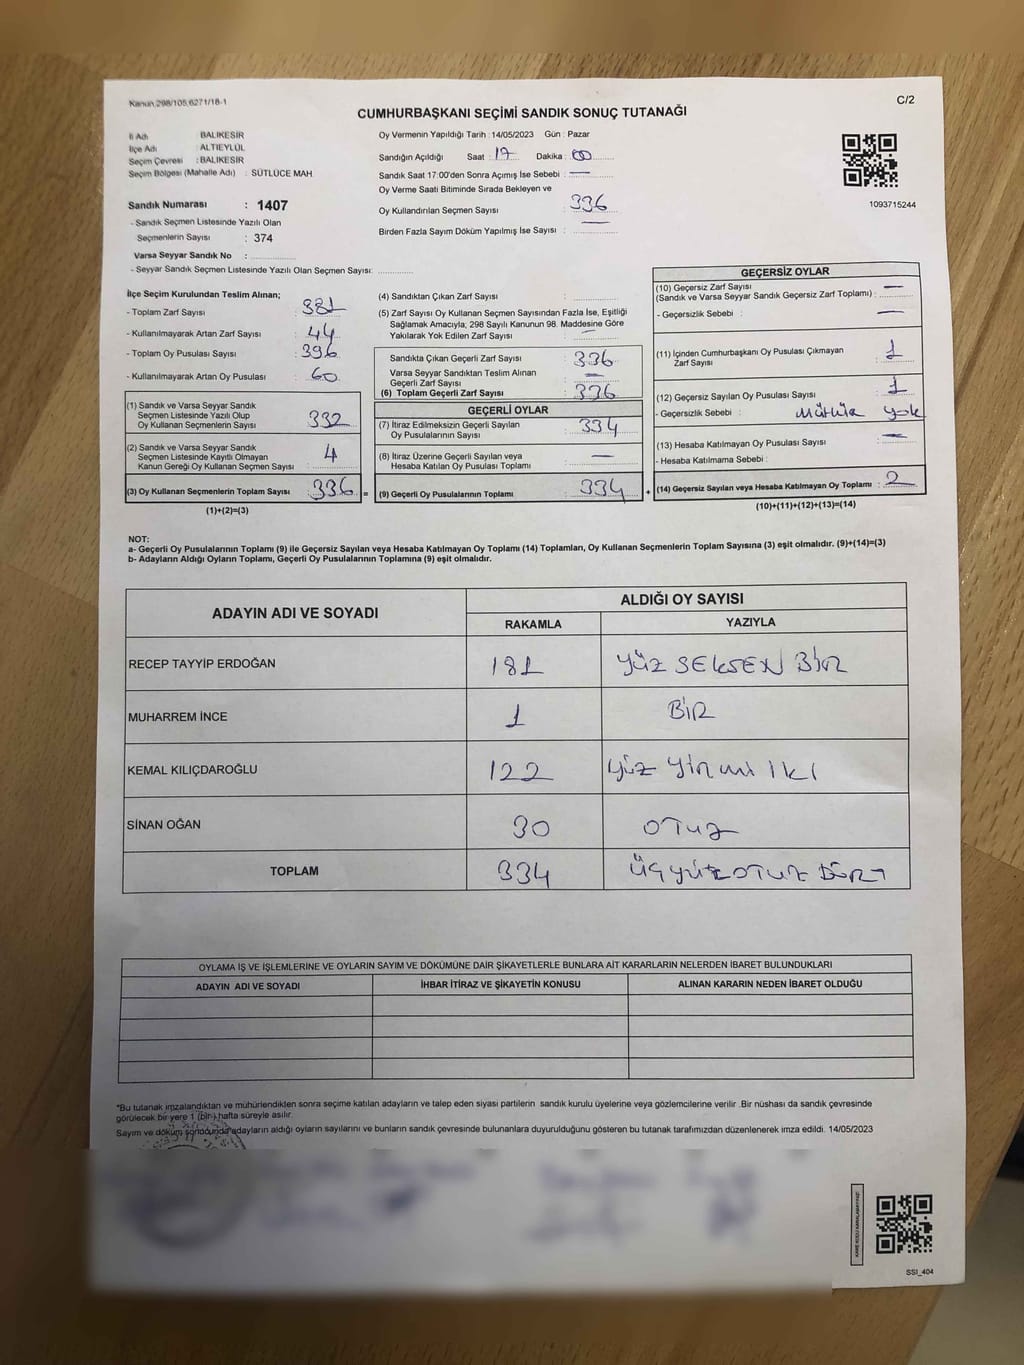 Kanun 298/105,6271/18-1
C/2
CUMHURBAŞKANI SEÇİMİ SANDIK SONUÇ TUTANAĞI
İl Adı : BALIKESİR
İlçe Adı : ALTIEYLÜL
Seçim Çevresi : BALIKESİR
Seçim Bölgesi (Mahalle Adı) : SÜTLÜCE MAH
Sandık Numarası : 1407
- Sandık Seçmen Listesinde Yazılı Olan
Seçmenlerin Sayısı : 374
Varsa Seyyar Sandık No :
- Seyyar Sandık Seçmen Listesinde Yazılı Olan Seçmen Sayısı:
Oy Vermenin Yapıldığı Tarih : 14/05/2023 Gün : Pazar
Sandığın Açıldığı Saat : 17 Dakika : 00
Sandık Saat 17:00'den Sonra Açımış İse Sebebi : —
Oy Verme Saati Bitiminde Sırada Bekleyen ve
Oy Kullandırılan Seçmen Sayısı : 336
Birden Fazla Sayım Döküm Yapılmış İse Sayısı : —
1093715244
İlçe Seçim Kurulundan Teslim Alınan;
- Toplam Zarf Sayısı : 381
- Kullanılmayarak Artan Zarf Sayısı : 44
- Toplam Oy Pusulası Sayısı : 396
- Kullanılmayarak Artan Oy Pusulası : 60
(1) Sandık ve Varsa Seyyar Sandık
Seçmen Listesinde Yazılı Olup
Oy Kullanan Seçmenlerin Sayısı : 332
(2) Sandık ve Varsa Seyyar Sandık
Seçmen Listesinde Kayıtlı Olmayan
Kanun Gereği Oy Kullanan Seçmen Sayısı : 4
(3) Oy Kullanan Seçmenlerin Toplam Sayısı : 336 =
(1)+(2)=(3)
(4) Sandıktan Çıkan Zarf Sayısı :
(5) Zarf Sayısı Oy Kullanan Seçmen Sayısından Fazla İse, Eşitliği
Sağlamak Amacıyla, 298 Sayılı Kanunun 98. Maddesine Göre
Yakılarak Yok Edilen Zarf Sayısı : —
Sandıkta Çıkan Geçerli Zarf Sayısı : 336
Varsa Seyyar Sandıktan Teslim Alınan
Geçerli Zarf Sayısı : —
(6) Toplam Geçerli Zarf Sayısı : 336
GEÇERLİ OYLAR
(7) İtiraz Edilmeksizin Geçerli Sayılan
Oy Pusulalarının Sayısı : 334
(8) İtiraz Üzerine Geçerli Sayılan veya
Hesaba Katılan Oy Pusulası Toplamı : —
(9) Geçerli Oy Pusulalarının Toplamı : 334 +
GEÇERSİZ OYLAR
(10) Geçersiz Zarf Sayısı
(Sandık ve Varsa Seyyar Sandık Geçersiz Zarf Toplamı) : —
- Geçersizlik Sebebi : —
(11) İçinden Cumhurbaşkanı Oy Pusulası Çıkmayan
Zarf Sayısı : 1
(12) Geçersiz Sayılan Oy Pusulası Sayısı : 1
- Geçersizlik Sebebi : Mühür yok
(13) Hesaba Katılmayan Oy Pusulası Sayısı : —
- Hesaba Katılmama Sebebi :
(14) Geçersiz Sayılan veya Hesaba Katılmayan Oy Toplamı : 2
(10)+(11)+(12)+(13)=(14)
NOT:
a- Geçerli Oy Pusulalarının Toplamı (9) ile Geçersiz Sayılan veya Hesaba Katılmayan Oy Toplamı (14) Toplamları, Oy Kullanan Seçmenlerin Toplam Sayısına (3) eşit olmalıdır. (9)+(14)=(3)
b- Adayların Aldığı Oyların Toplamı, Geçerli Oy Pusulalarının Toplamına (9) eşit olmalıdır.
ADAYIN ADI VE SOYADI
ALDIĞI OY SAYISI
RAKAMLA YAZIYLA
RECEP TAYYİP ERDOĞAN 181 YÜZ SEKSEN BİR
MUHARREM İNCE 1 BİR
KEMAL KILIÇDAROĞLU 122 yüz yirmi iki
SİNAN OĞAN 30 OTUZ
TOPLAM 334 ÜÇYÜZOTUZ DÖRT
OYLAMA İŞ VE İŞLEMLERİNE VE OYLARIN SAYIM VE DÖKÜMÜNE DAİR ŞİKAYETLERLE BUNLARA AİT KARARLARIN NELERDEN İBARET BULUNDUKLARI
ADAYIN ADI VE SOYADI İHBAR İTİRAZ VE ŞİKAYETİN KONUSU ALINAN KARARIN NEDEN İBARET OLDUĞU
*Bu tutanak imzalandıktan ve mühürlendikten sonra seçime katılan adayların ve talep eden siyasi partilerin sandık kurulu üyelerine veya gözlemcilerine verilir .Bir nüshası da sandık çevresinde
görülecek bir yere 1 (bir) hafta süreyle asılır.
Sayım ve döküm sonucunda adayların aldığı oyların sayılarını ve bunların sandık çevresinde bulunanlara duyurulduğunu gösteren bu tutanak tarafımızdan düzenlenerek imza edildi. 14/05/2023
SSI_404